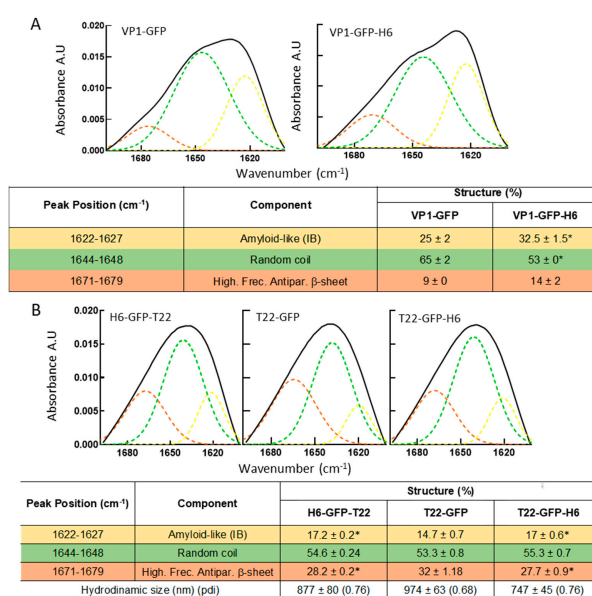 A
VP1-GFP
VP1-GFP-H6
Absorbance A.U
0.020
0.015
0.010
0.005
0.000
1680 1650 1620
Wavenumber (cm-1)
Absorbance A.U
1680 1650 1620
Wavenumber (cm-1)
Peak Position (cm-1) Component Structure (%)
VP1-GFP VP1-GFP-H6
1622-1627 Amyloid-like (IB) 25 ± 2 32.5 ± 1.5*
1644-1648 Random coil 65 ± 2 53 ± 0*
1671-1679 High. Frec. Antipar. β-sheet 9 ± 0 14 ± 2
B
H6-GFP-T22 T22-GFP T22-GFP-H6
Absorbance A.U
0.020
0.015
0.010
0.005
0.000
1680 1650 1620 1680 1650 1620 1680 1650 1620
Wavenumber (cm-1)
Peak Position (cm-1) Component Structure (%)
H6-GFP-T22 T22-GFP T22-GFP-H6
1622-1627 Amyloid-like (IB) 17.2 ± 0.2* 14.7 ± 0.7 17 ± 0.6*
1644-1648 Random coil 54.6 ± 0.24 53.3 ± 0.8 55.3 ± 0.7
1671-1679 High. Frec. Antipar. β-sheet 28.2 ± 0.2* 32 ± 1.18 27.7 ± 0.9*
Hydrodinamic size (nm) (pdi) 877 ± 80 (0.76) 974 ± 63 (0.68) 747 ± 45 (0.76)